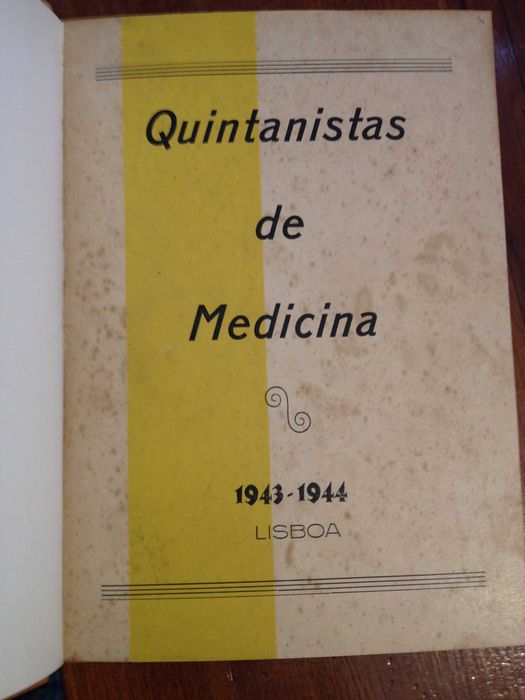 Quintanistas
de
Medicina
1943-1944
LISBOA